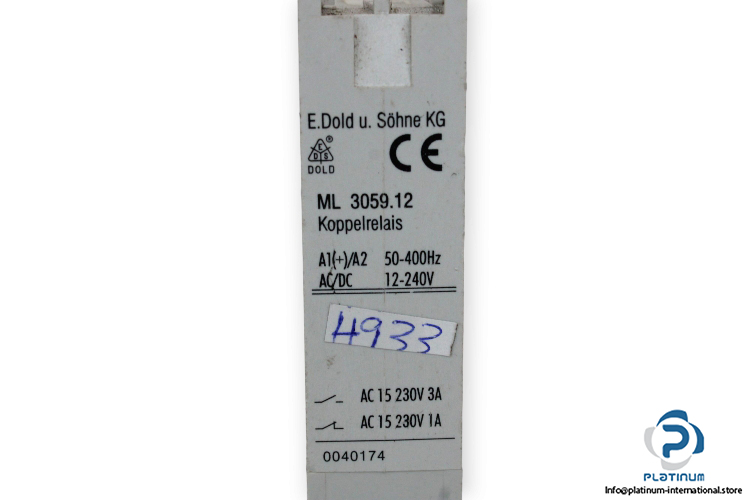 E.Dold u. Söhne KG
®
E
D S
DOLD
CE
ML 3059.12
Koppelrelais
A1(+)/A2 50-400Hz
AC/DC 12-240V
4933
AC 15 230V 3A
AC 15 230V 1A
0040174
PLATINUM
Info@platinum-international.store